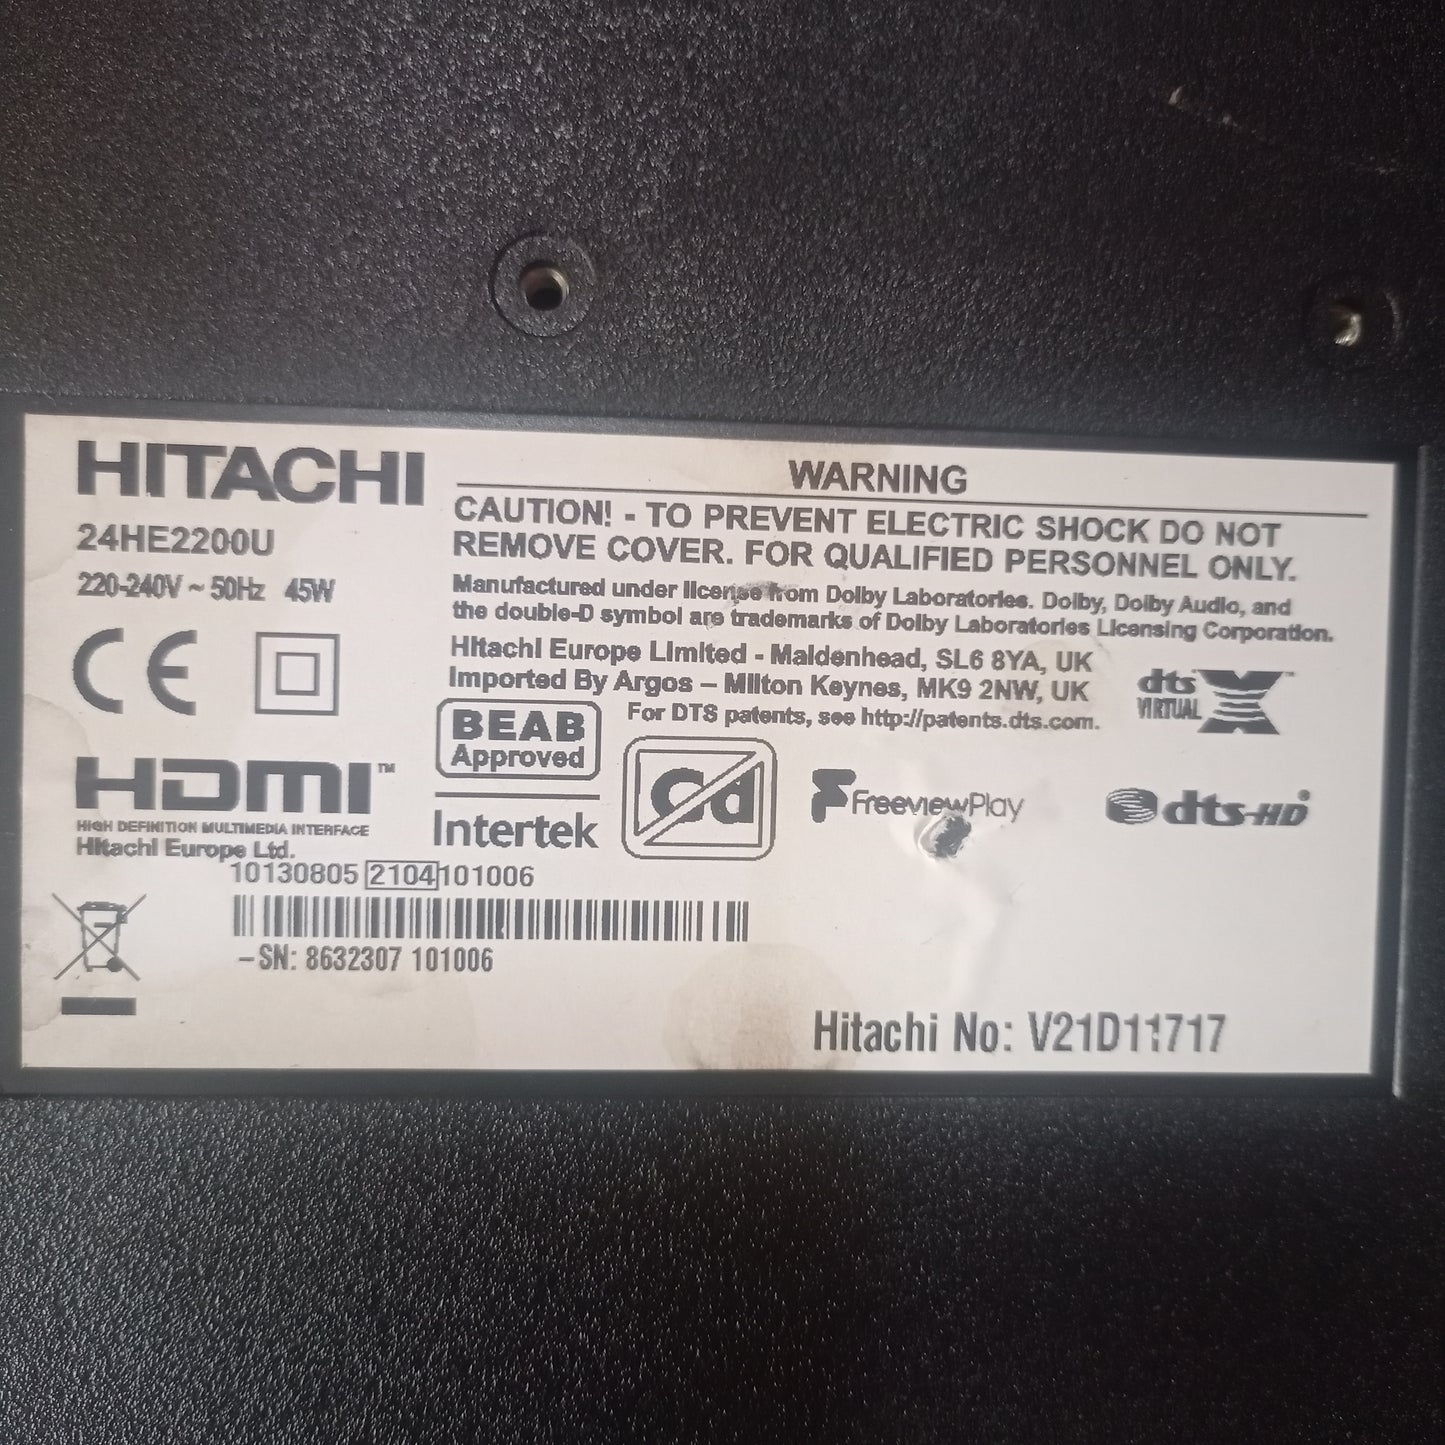 HITACHI
24HE2200U
220-240V ~ 50Hz 45W
WARNING
CAUTION! - TO PREVENT ELECTRIC SHOCK DO NOT
REMOVE COVER. FOR QUALIFIED PERSONNEL ONLY.
Manufactured under license from Dolby Laboratories. Dolby, Dolby Audio, and
the double-D symbol are trademarks of Dolby Laboratories Licensing Corporation.
Hitachi Europe Limited - Maidenhead, SL6 8YA, UK
Imported By Argos – Milton Keynes, MK9 2NW, UK
For DTS patents, see http://patents.dts.com.
dts X™
VIRTUAL
CE
BEAB
Approved
Intertek
HDMI™
HIGH DEFINITION MULTIMEDIA INTERFACE
Hitachi Europe Ltd.
FreeviewPlay
dts-HD®
10130805 2104 101006
–SN: 8632307 101006
Hitachi No: V21D11717